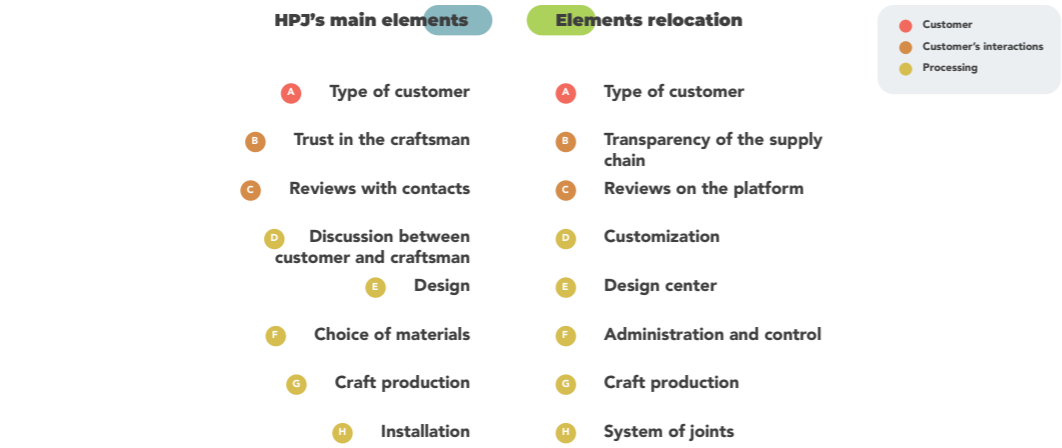 HPJ’s main elements
Elements relocation
Customer
Customer’s interactions
Processing
A Type of customer
A Type of customer
B Trust in the craftsman
B Transparency of the supply
chain
C Reviews with contacts
C Reviews on the platform
D Discussion between
customer and craftsman
D Customization
E Design
E Design center
F Choice of materials
F Administration and control
G Craft production
G Craft production
H Installation
H System of joints